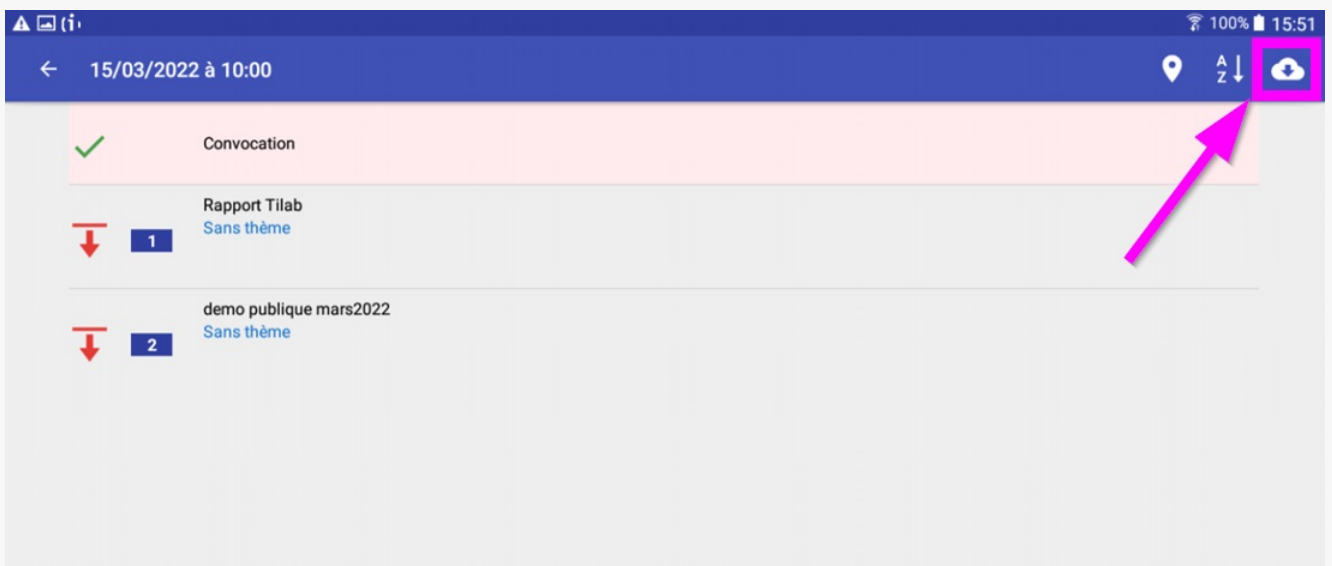 100% 15:51
15/03/2022 à 10:00
A
Z
Convocation
Rapport Tilab
Sans thème
1
demo publique mars2022
Sans thème
2